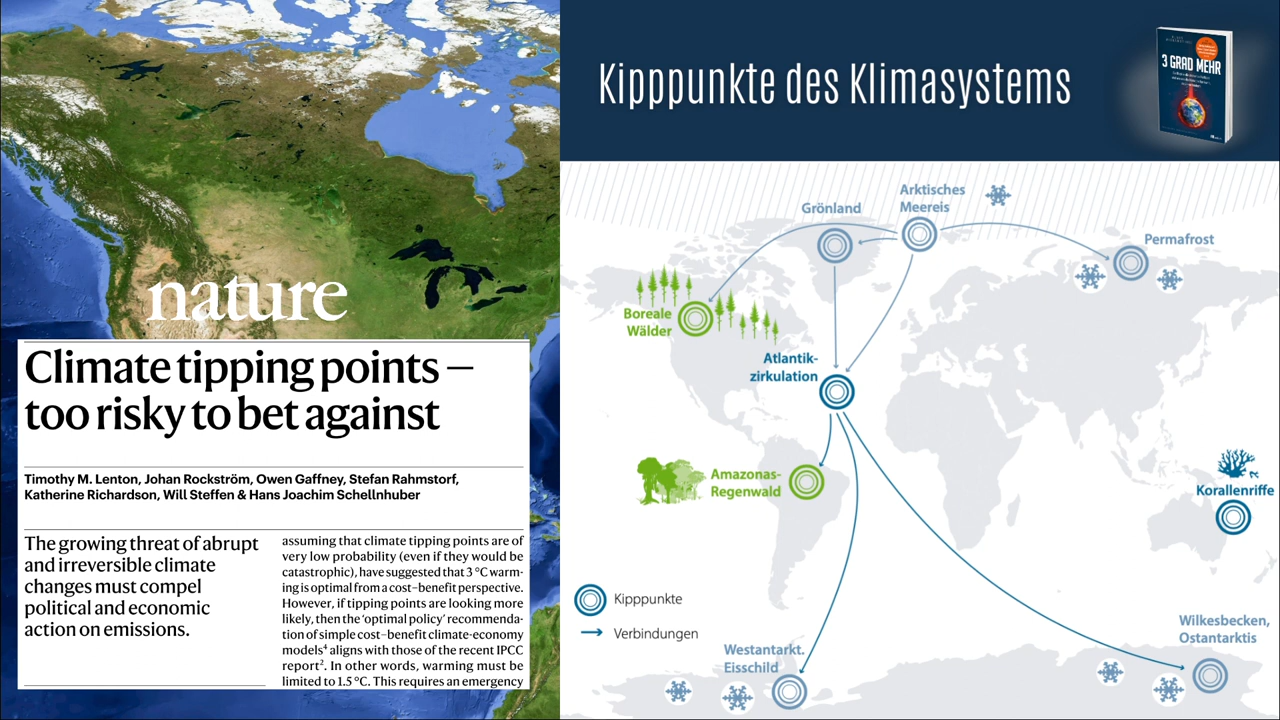 nature
Climate tipping points —
too risky to bet against
Timothy M. Lenton, Johan Rockström, Owen Gaffney, Stefan Rahmstorf,
Katherine Richardson, Will Steffen & Hans Joachim Schellnhuber
The growing threat of abrupt
and irreversible climate
changes must compel
political and economic
action on emissions.
assuming that climate tipping points are of
very low probability (even if they would be
catastrophic), have suggested that 3 °C warm-
ing is optimal from a cost–benefit perspective.
However, if tipping points are looking more
likely, then the ‘optimal policy’ recommenda-
tion of simple cost–benefit climate-economy
models⁴ aligns with those of the recent IPCC
report². In other words, warming must be
limited to 1.5 °C. This requires an emergency
Kipppunkte des Klimasystems
3 GRAD MEHR
Arktisches
Meereis
Grönland
Permafrost
Boreale
Wälder
Atlantik-
zirkulation
Amazonas-
Regenwald
Korallenriffe
Kipppunkte
Verbindungen
Westantarkt.
Eisschild
Wilkesbecken,
Ostantarktis